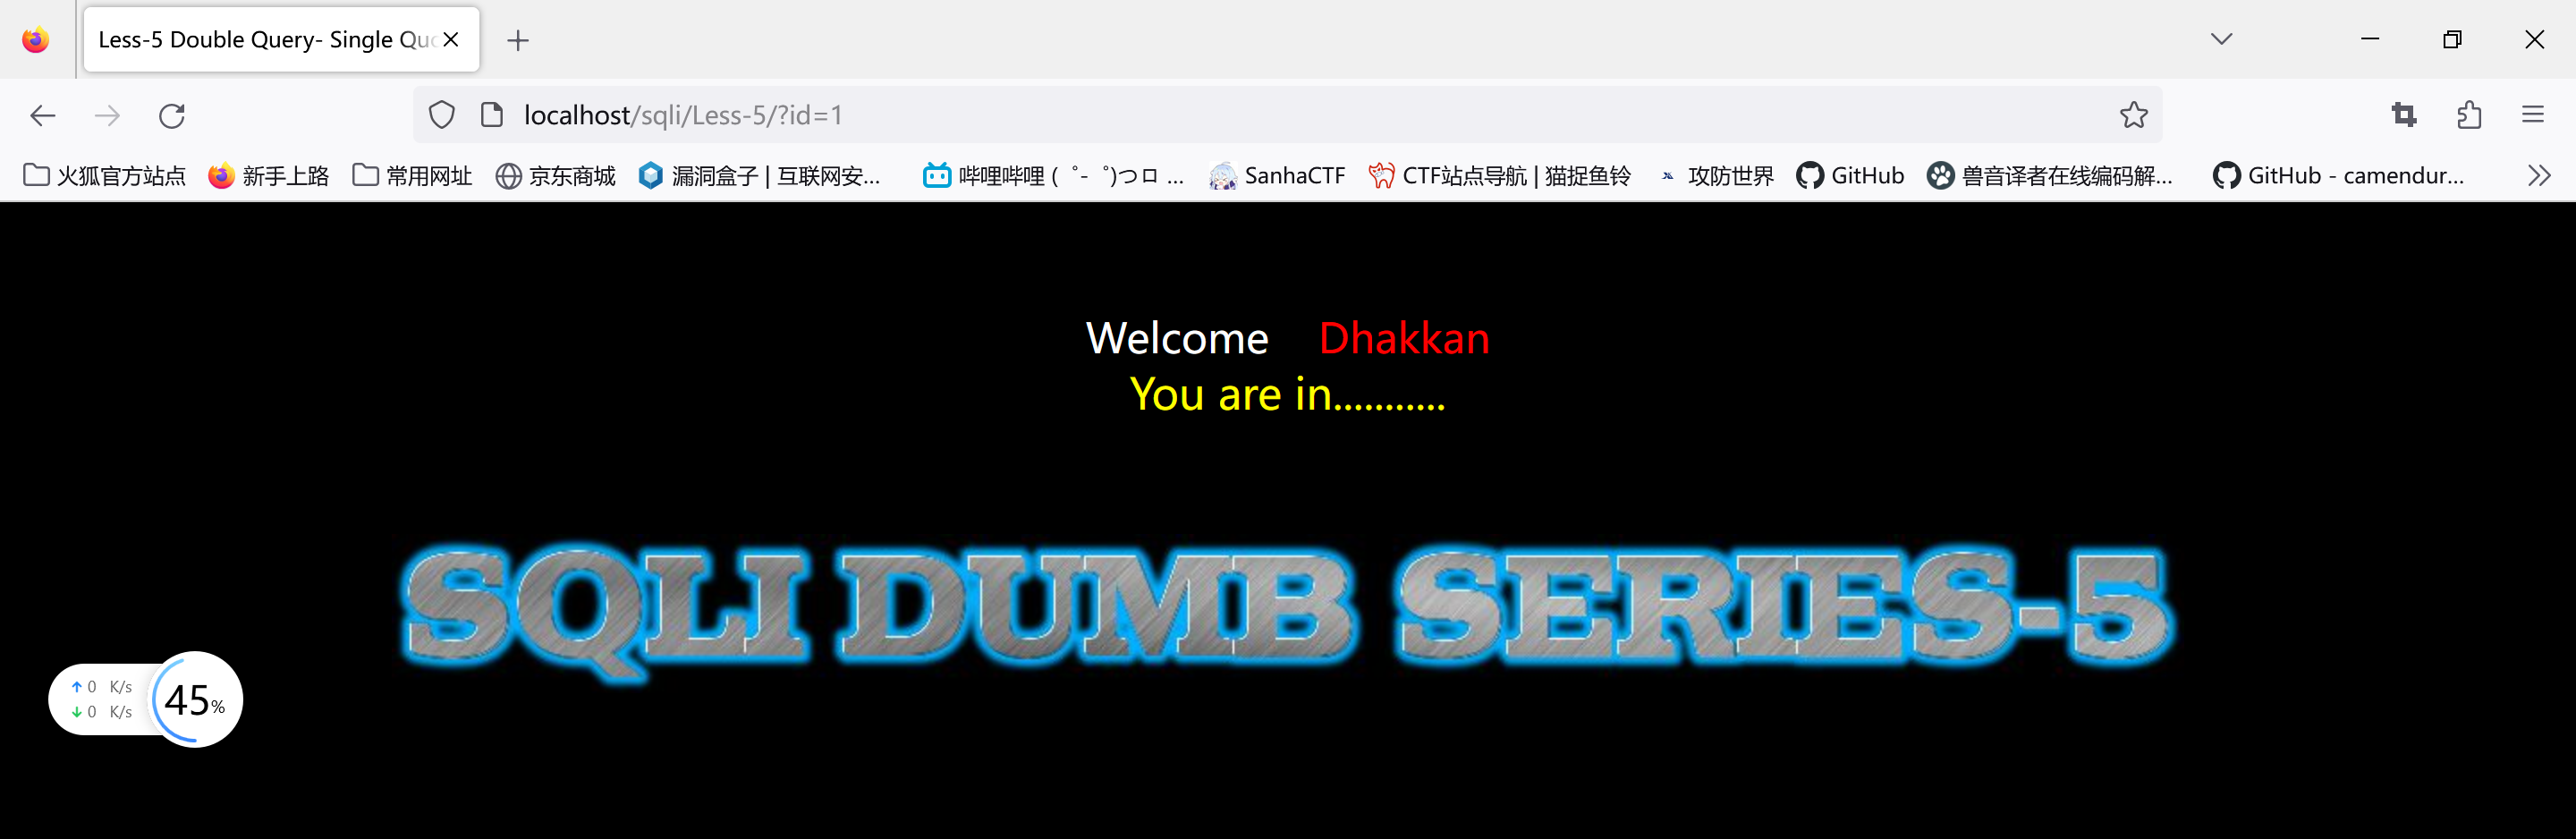 Less-5 Double Query- Single Quo
localhost/sqli/Less-5/?id=1
火狐官方站点 新手上路 常用网址 京东商城 漏洞盒子 | 互联网安... 哔哩哔哩 ( ゜- ゜)つロ ... SanhaCTF CTF站点导航 | 猫捉鱼铃 攻防世界 GitHub 兽音译者在线编码解... GitHub - camendur...
Welcome Dhakkan
You are in...........
SQLI DUMB SERIES-5
↑ 0 K/s
↓ 0 K/s
45%